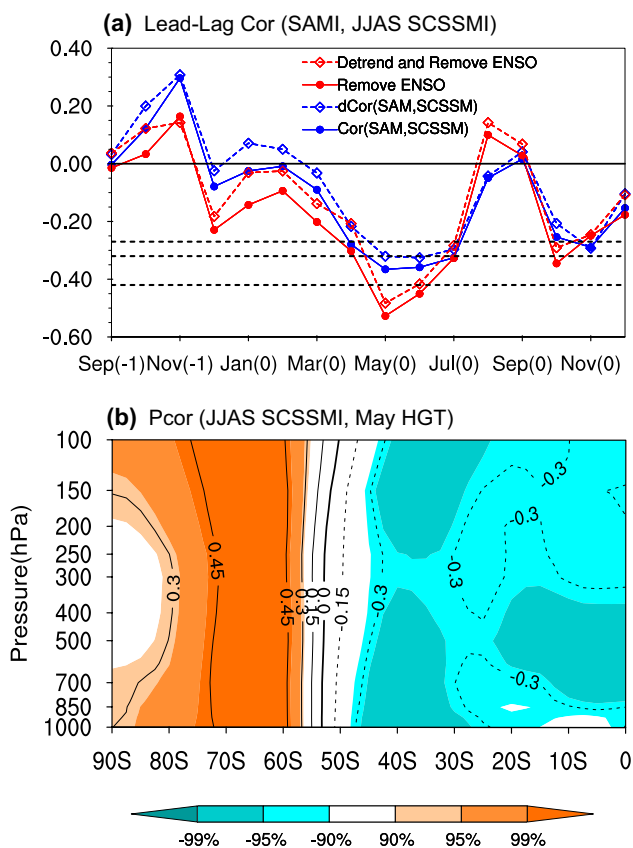 (a) Lead-Lag Cor (SAMI, JJAS SCSSMI)
0.40
0.20
0.00
-0.20
-0.40
-0.60
Detrend and Remove ENSO
Remove ENSO
dCor(SAM,SCSSM)
Cor(SAM,SCSSM)
Sep(-1) Nov(-1) Jan(0) Mar(0) May(0) Jul(0) Sep(0) Nov(0)
(b) Pcor (JJAS SCSSMI, May HGT)
Pressure(hPa)
100
150
200
250
300
400
500
700
850
1000
0.3
0.45
0.45
0.3
0.15
0.0
-0.15
-0.3
-0.3
-0.3
-0.3
-0.3
90S 80S 70S 60S 50S 40S 30S 20S 10S 0
-99% -95% -90% 90% 95% 99%